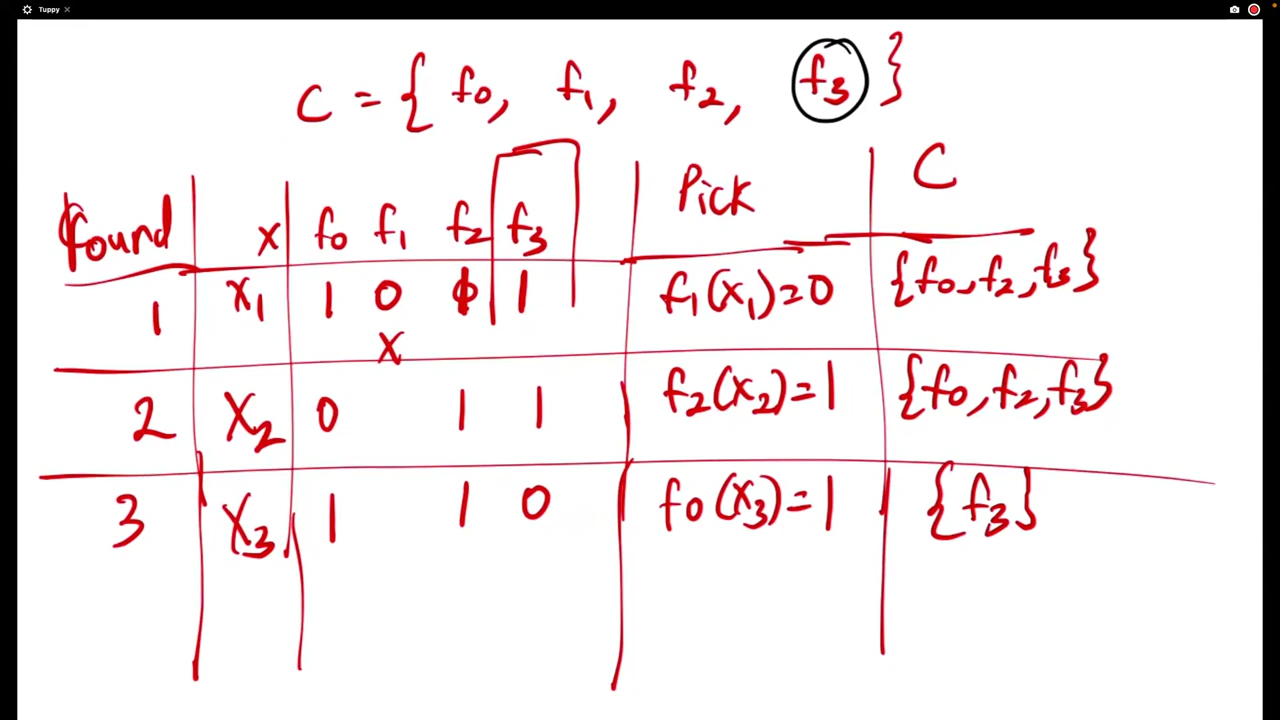 Tuppy
C = { f0, f1, f2, f3 }
found x f0 f1 f2 f3 Pick C
1 x1 1 0 1 f1(x1)=0 {f0, f2, f3}
X
2 x2 0 1 1 f2(x2)=1 {f0, f2, f3}
3 x3 1 1 0 f0(x3)=1 {f3}